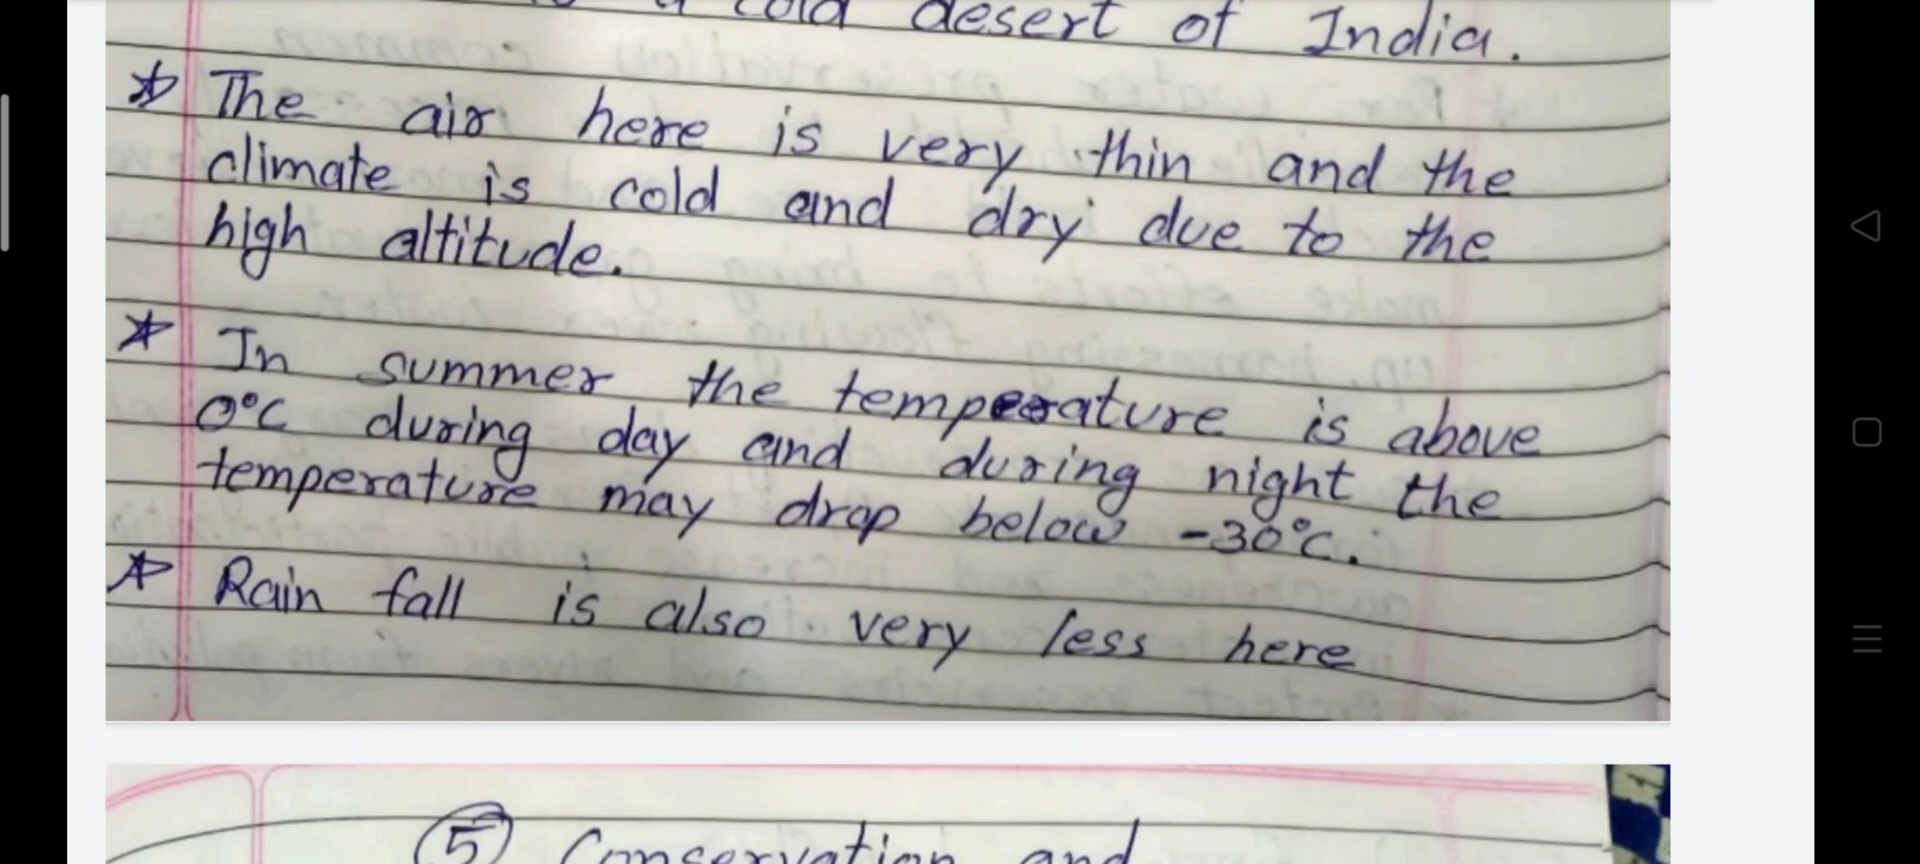 cold desert of India.
☆ The air here is very thin and the
climate is cold and dry due to the
high altitude.
☆ In summer the temperature is above
0°C during day and during night the
temperature may drop below -30°C.
☆ Rain fall is also very less here
5 Conservation and